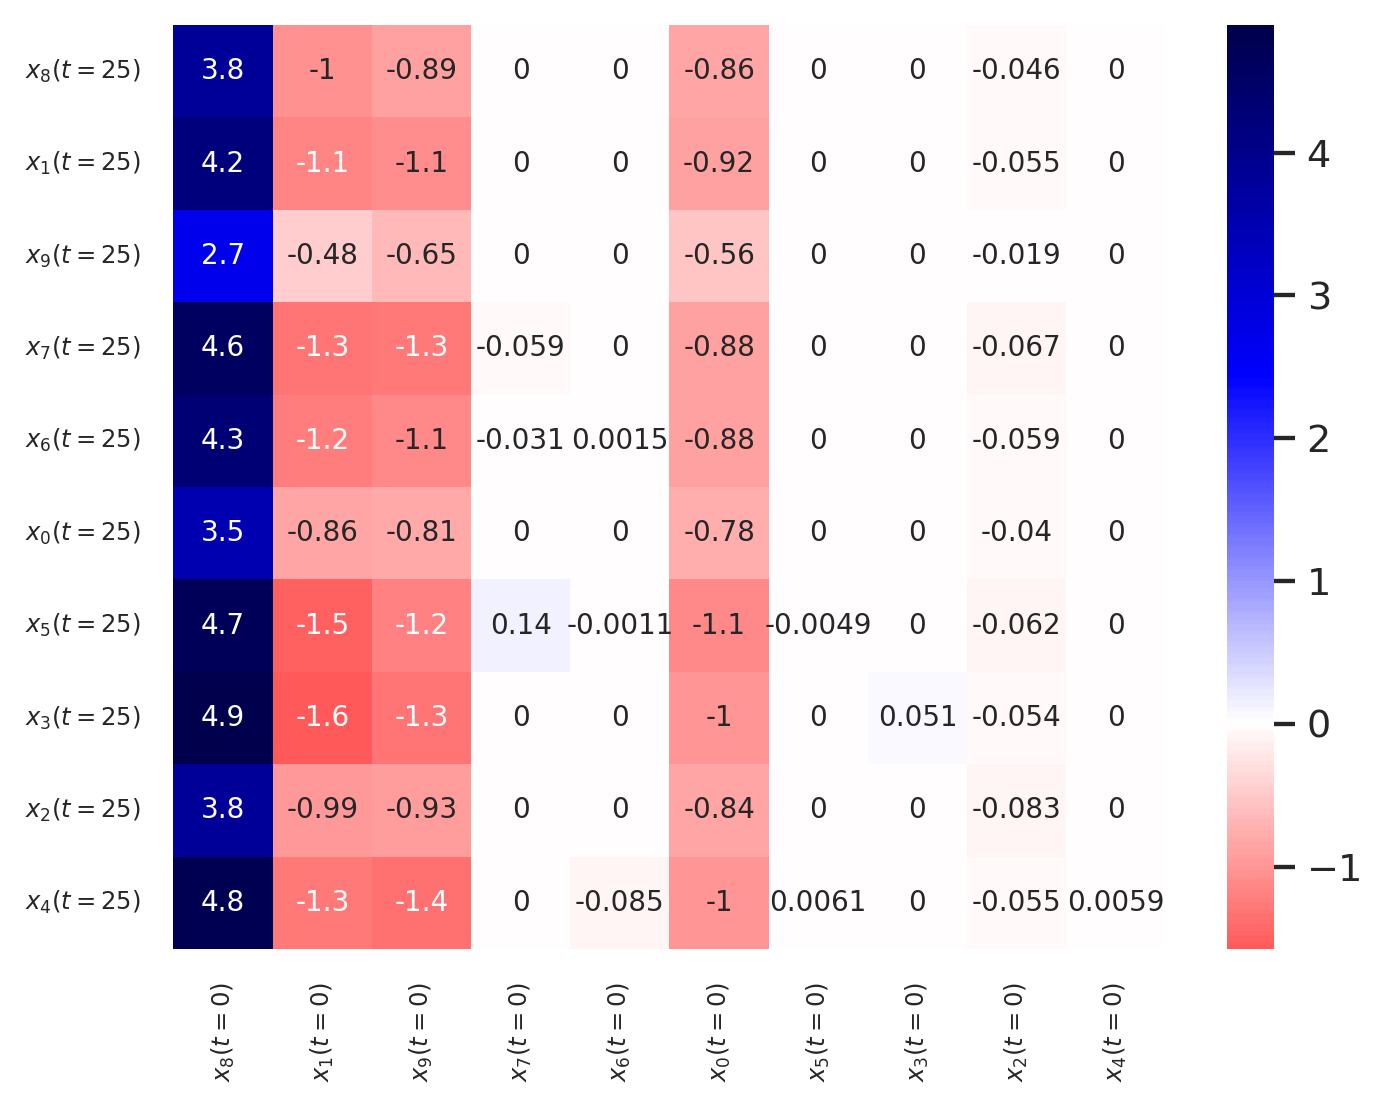 x₈(t = 25) 3.8 -1 -0.89 0 0 -0.86 0 0 -0.046 0
x₁(t = 25) 4.2 -1.1 -1.1 0 0 -0.92 0 0 -0.055 0
x₉(t = 25) 2.7 -0.48 -0.65 0 0 -0.56 0 0 -0.019 0
x₇(t = 25) 4.6 -1.3 -1.3 -0.059 0 -0.88 0 0 -0.067 0
x₆(t = 25) 4.3 -1.2 -1.1 -0.031 0.0015 -0.88 0 0 -0.059 0
x₀(t = 25) 3.5 -0.86 -0.81 0 0 -0.78 0 0 -0.04 0
x₅(t = 25) 4.7 -1.5 -1.2 0.14 -0.0011 -1.1 -0.0049 0 -0.062 0
x₃(t = 25) 4.9 -1.6 -1.3 0 0 -1 0 0.051 -0.054 0
x₂(t = 25) 3.8 -0.99 -0.93 0 0 -0.84 0 0 -0.083 0
x₄(t = 25) 4.8 -1.3 -1.4 0 -0.085 -1 0.0061 0 -0.055 0.0059
x₈(t = 0)
x₁(t = 0)
x₉(t = 0)
x₇(t = 0)
x₆(t = 0)
x₀(t = 0)
x₅(t = 0)
x₃(t = 0)
x₂(t = 0)
x₄(t = 0)
4
3
2
1
0
−1